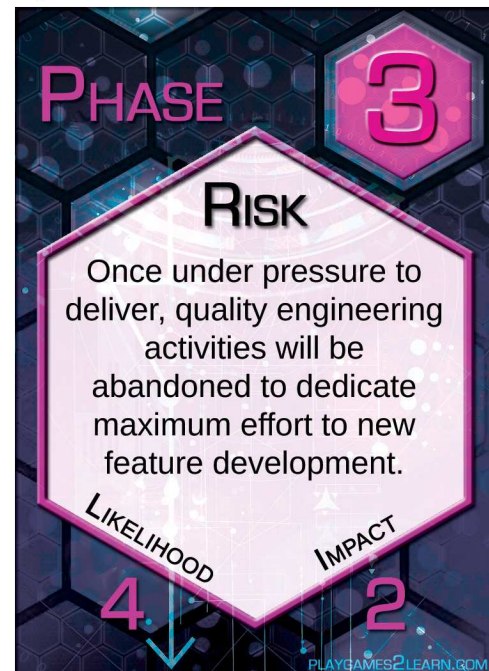 PHASE 3
RISK
Once under pressure to
deliver, quality engineering
activities will be
abandoned to dedicate
maximum effort to new
feature development.
LIKELIHOOD
IMPACT
4
2
PLAYGAMES2LEARN.COM